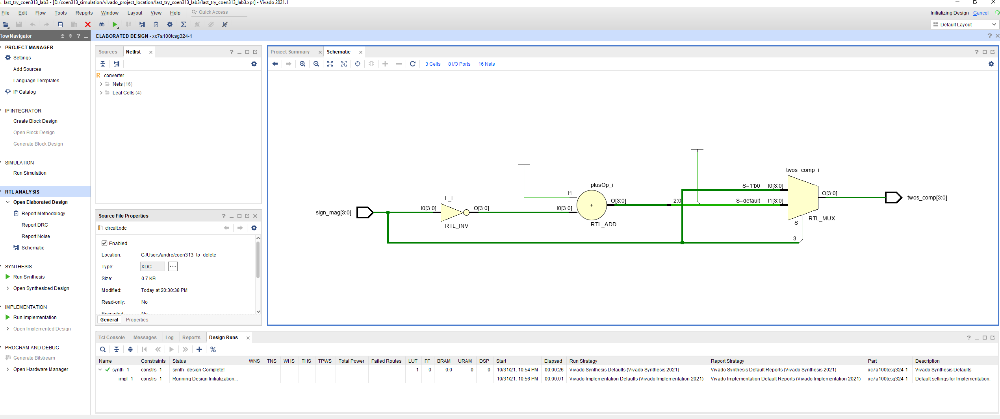 last_try_coen313_lab3 - [D:/coen313_simulation/vivado_project_location/last_try_coen313_lab3/last_try_coen313_lab3.xpr] - Vivado 2021.1
File Edit Flow Tools Reports Window Layout View Help Quick Access
Initializing Design Cancel
Default Layout
Flow Navigator
ELABORATED DESIGN - xc7a100tcsg324-1
PROJECT MANAGER
Settings
Add Sources
Language Templates
IP Catalog
IP INTEGRATOR
Create Block Design
Open Block Design
Generate Block Design
SIMULATION
Run Simulation
RTL ANALYSIS
Open Elaborated Design
Report Methodology
Report DRC
Report Noise
Schematic
SYNTHESIS
Run Synthesis
Open Synthesized Design
IMPLEMENTATION
Run Implementation
Open Implemented Design
PROGRAM AND DEBUG
Generate Bitstream
Open Hardware Manager
Sources Netlist
converter
Nets (16)
Leaf Cells (4)
Source File Properties
circuit.xdc
Enabled
Location: C:/Users/andre/coen313_to_delete
Type: XDC
Size: 0.7 KB
Modified: Today at 20:30:38 PM
Read-only: No
Encrypted: No
General Properties
Project Summary Schematic
3 Cells 8 I/O Ports 16 Nets
sign_mag[3:0]
L_i
I0[3:0] O[3:0]
RTL_INV
plusOp_i
I1
I0[3:0] O[3:0]
RTL_ADD
2:0
twos_comp_i
S=1'b0 I0[3:0]
S=default I1[3:0]
O[3:0]
S
RTL_MUX
3
twos_comp[3:0]
Tcl Console Messages Log Reports Design Runs
Name Constraints Status WNS TNS WHS THS TPWS Total Power Failed Routes LUT FF BRAM URAM DSP Start Elapsed Run Strategy Report Strategy Part Description
synth_1 constrs_1 synth_design Complete! 1 0 0.0 0 0 10/31/21, 10:54 PM 00:00:26 Vivado Synthesis Defaults (Vivado Synthesis 2021) Vivado Synthesis Default Reports (Vivado Synthesis 2021) xc7a100tcsg324-1 Vivado Synthesis Defaults
impl_1 constrs_1 Running Design Initialization... 10/31/21, 10:56 PM 00:00:01 Vivado Implementation Defaults (Vivado Implementation 2021) Vivado Implementation Default Reports (Vivado Implementation 2021) xc7a100tcsg324-1 Default settings for Implementation.